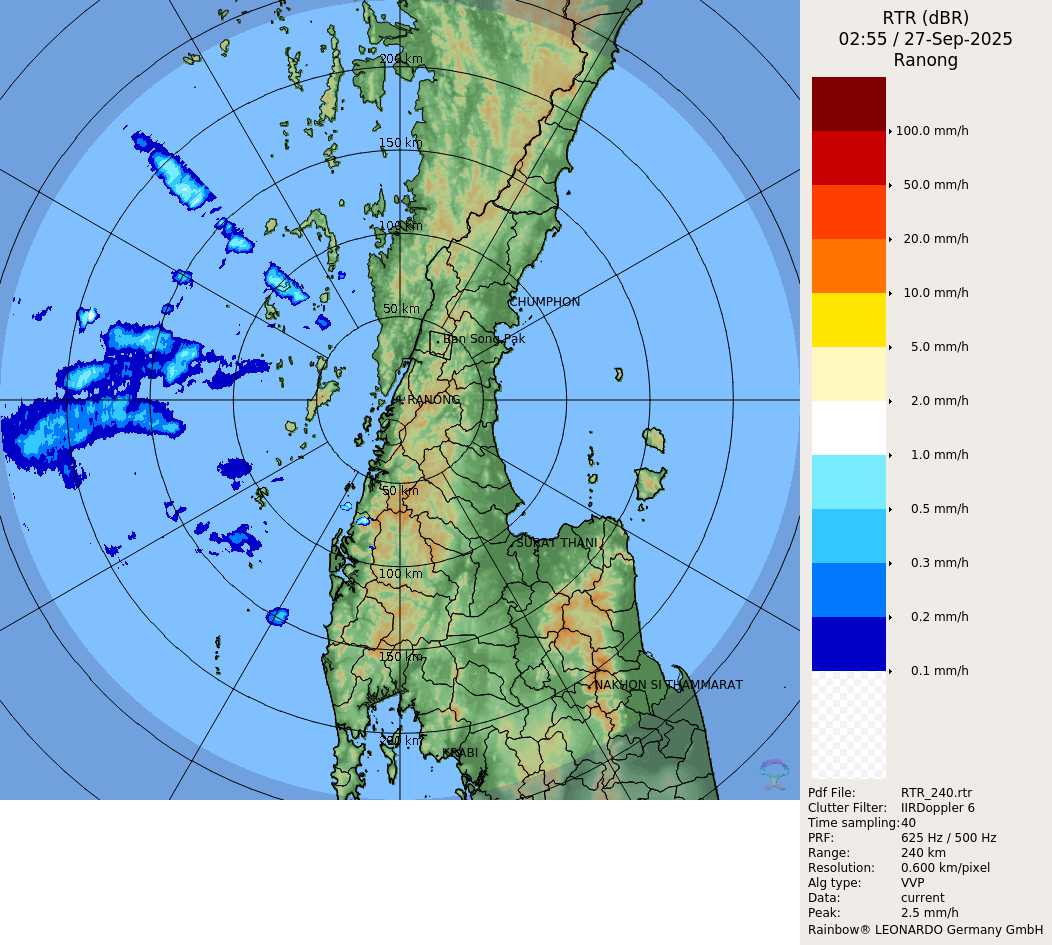 RTR (dBR)
02:55 / 27-Sep-2025
Ranong
200 km
150 km
100 km
50 km
CHUMPHON
Ban Song Pak
RANONG
50 km
SURAT THANI
100 km
150 km
NAKHON SI THAMMARAT
200 km
KRABI
100.0 mm/h
50.0 mm/h
20.0 mm/h
10.0 mm/h
5.0 mm/h
2.0 mm/h
1.0 mm/h
0.5 mm/h
0.3 mm/h
0.2 mm/h
0.1 mm/h
Pdf File: RTR_240.rtr
Clutter Filter: IIRDoppler 6
Time sampling: 40
PRF: 625 Hz / 500 Hz
Range: 240 km
Resolution: 0.600 km/pixel
Alg type: VVP
Data: current
Peak: 2.5 mm/h
Rainbow® LEONARDO Germany GmbH